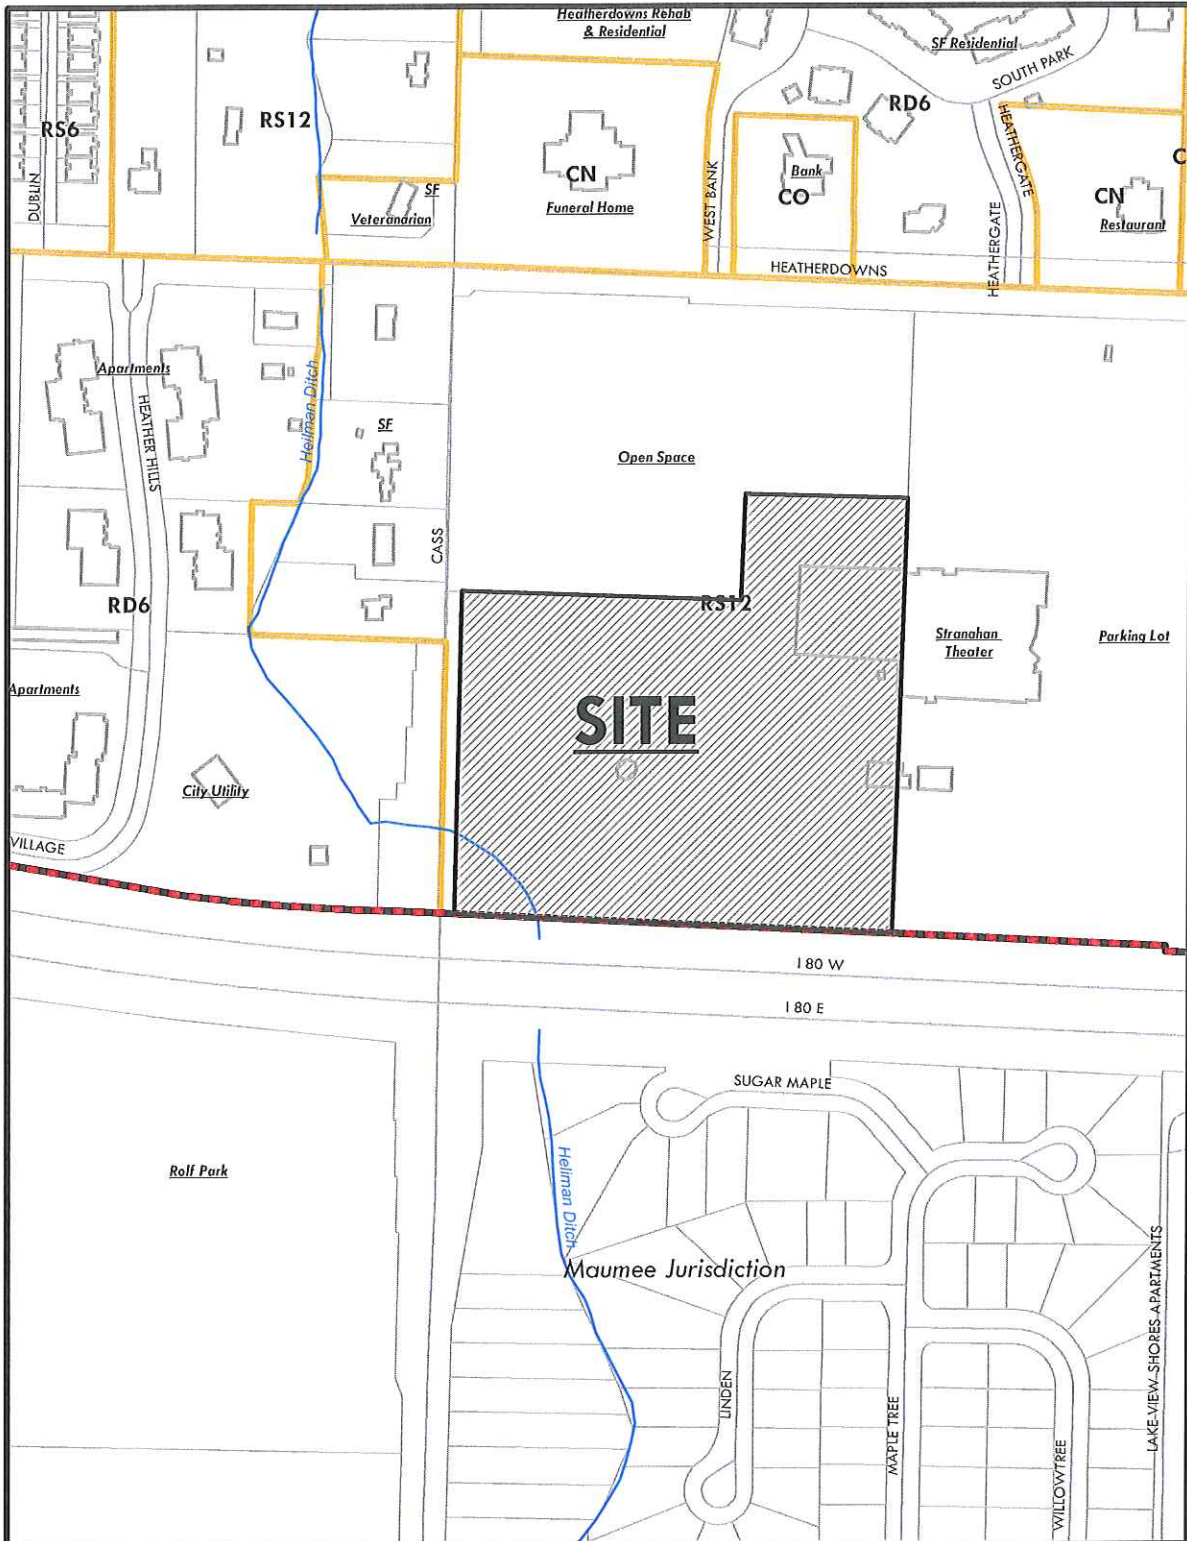 Heatherdowns Rehab
& Residential
SF Residential
SOUTH PARK
RS6
RS12
RD6
HEATHERGATE
DUBLIN
CN
Funeral Home
WEST BANK
Bank
CO
CN
Restaurant
C
SF
Veteranarian
HEATHERGATE
HEATHERDOWNS
Apartments
HEATHER HILLS
Heilman Ditch
SF
Open Space
CASS
RD6
RS12
Stranahan
Theater
Parking Lot
Apartments
SITE
City Utility
VILLAGE
I 80 W
I 80 E
SUGAR MAPLE
Rolf Park
Heilman Ditch
Maumee Jurisdiction
LINDEN
MAPLE TREE
WILLOWTREE
LAKE-VIEW-SHORES-APARTMENTS